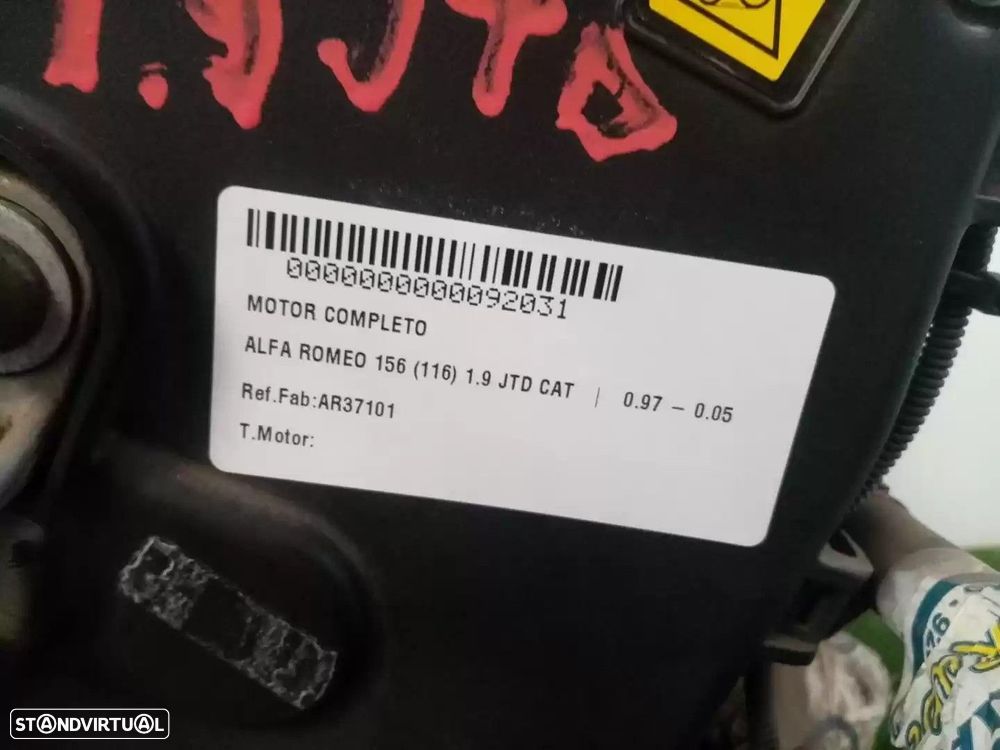 1.9 JTD
0000000000092031
MOTOR COMPLETO
ALFA ROMEO 156 (116) 1.9 JTD CAT | 0.97 – 0.05
Ref.Fab:AR37101
T.Motor:
STANDVIRTUAL